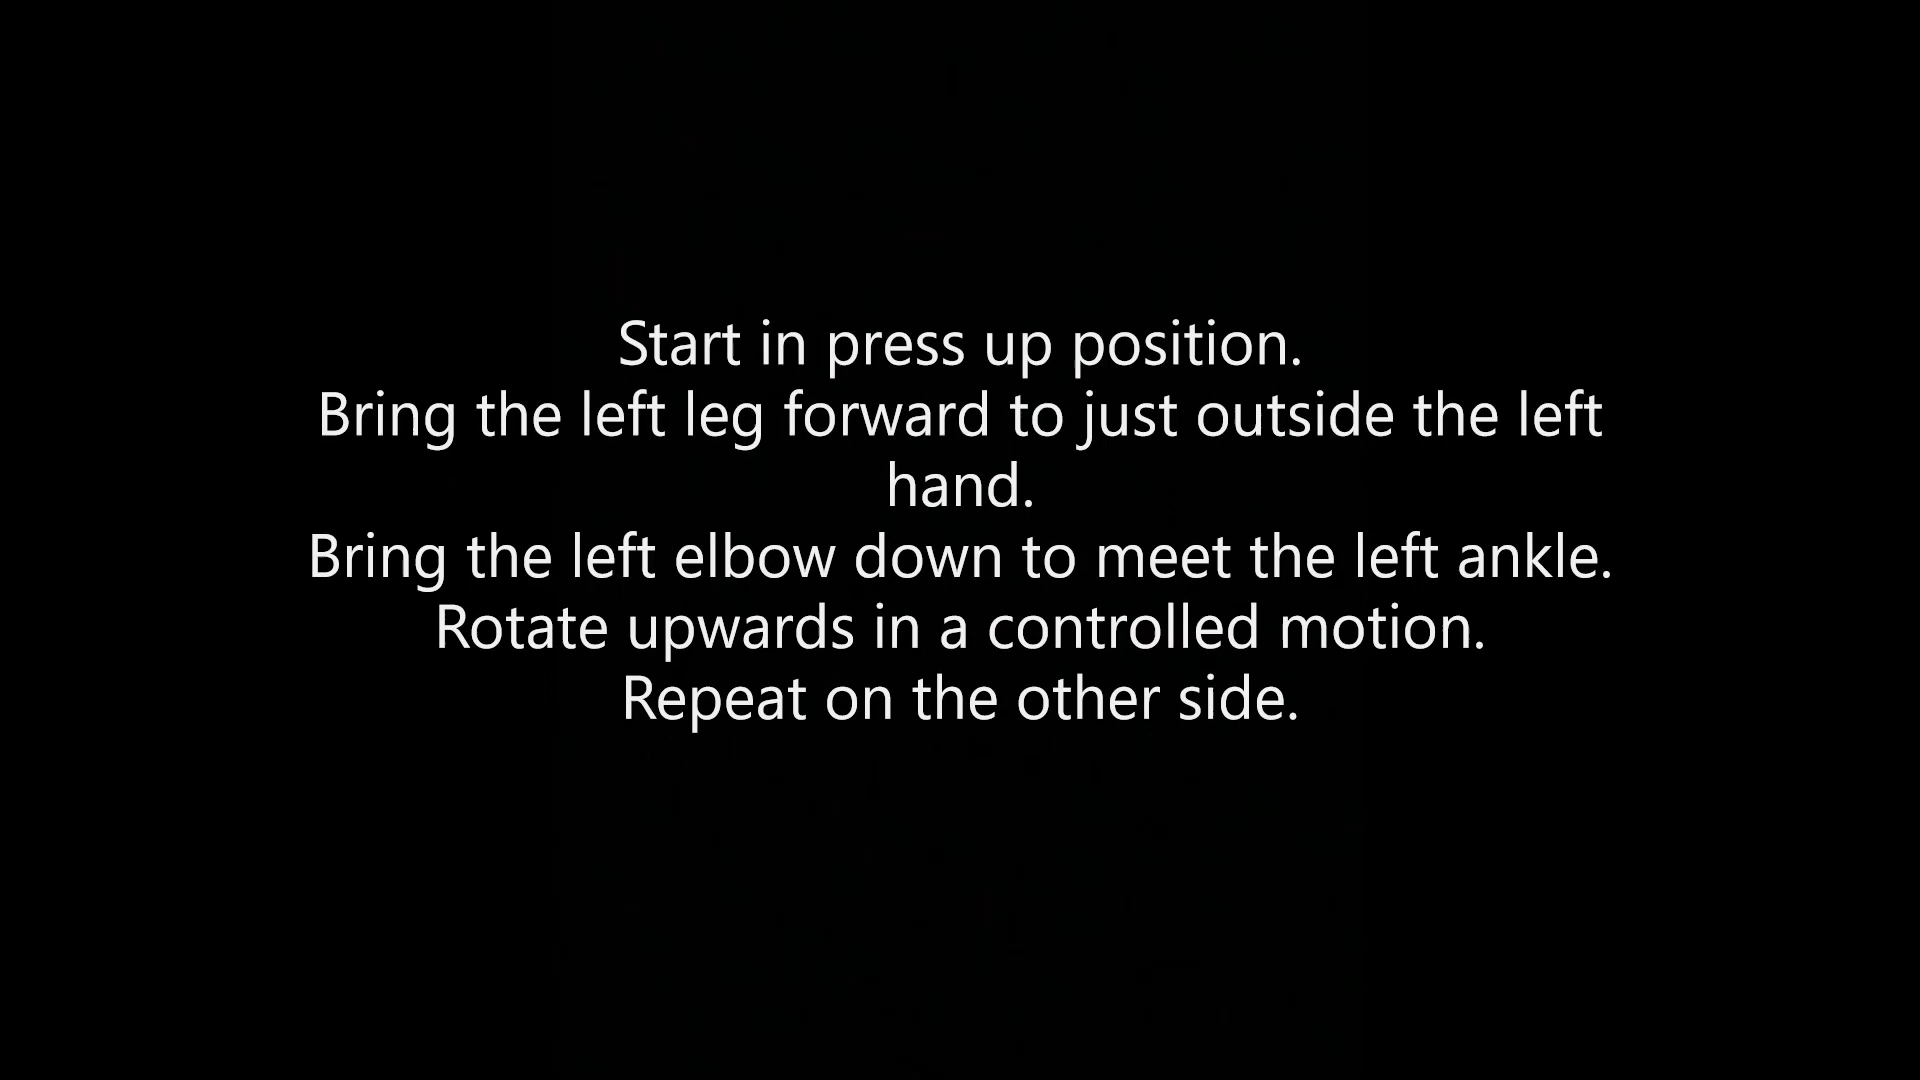 Start in press up position.
Bring the left leg forward to just outside the left
hand.
Bring the left elbow down to meet the left ankle.
Rotate upwards in a controlled motion.
Repeat on the other side.